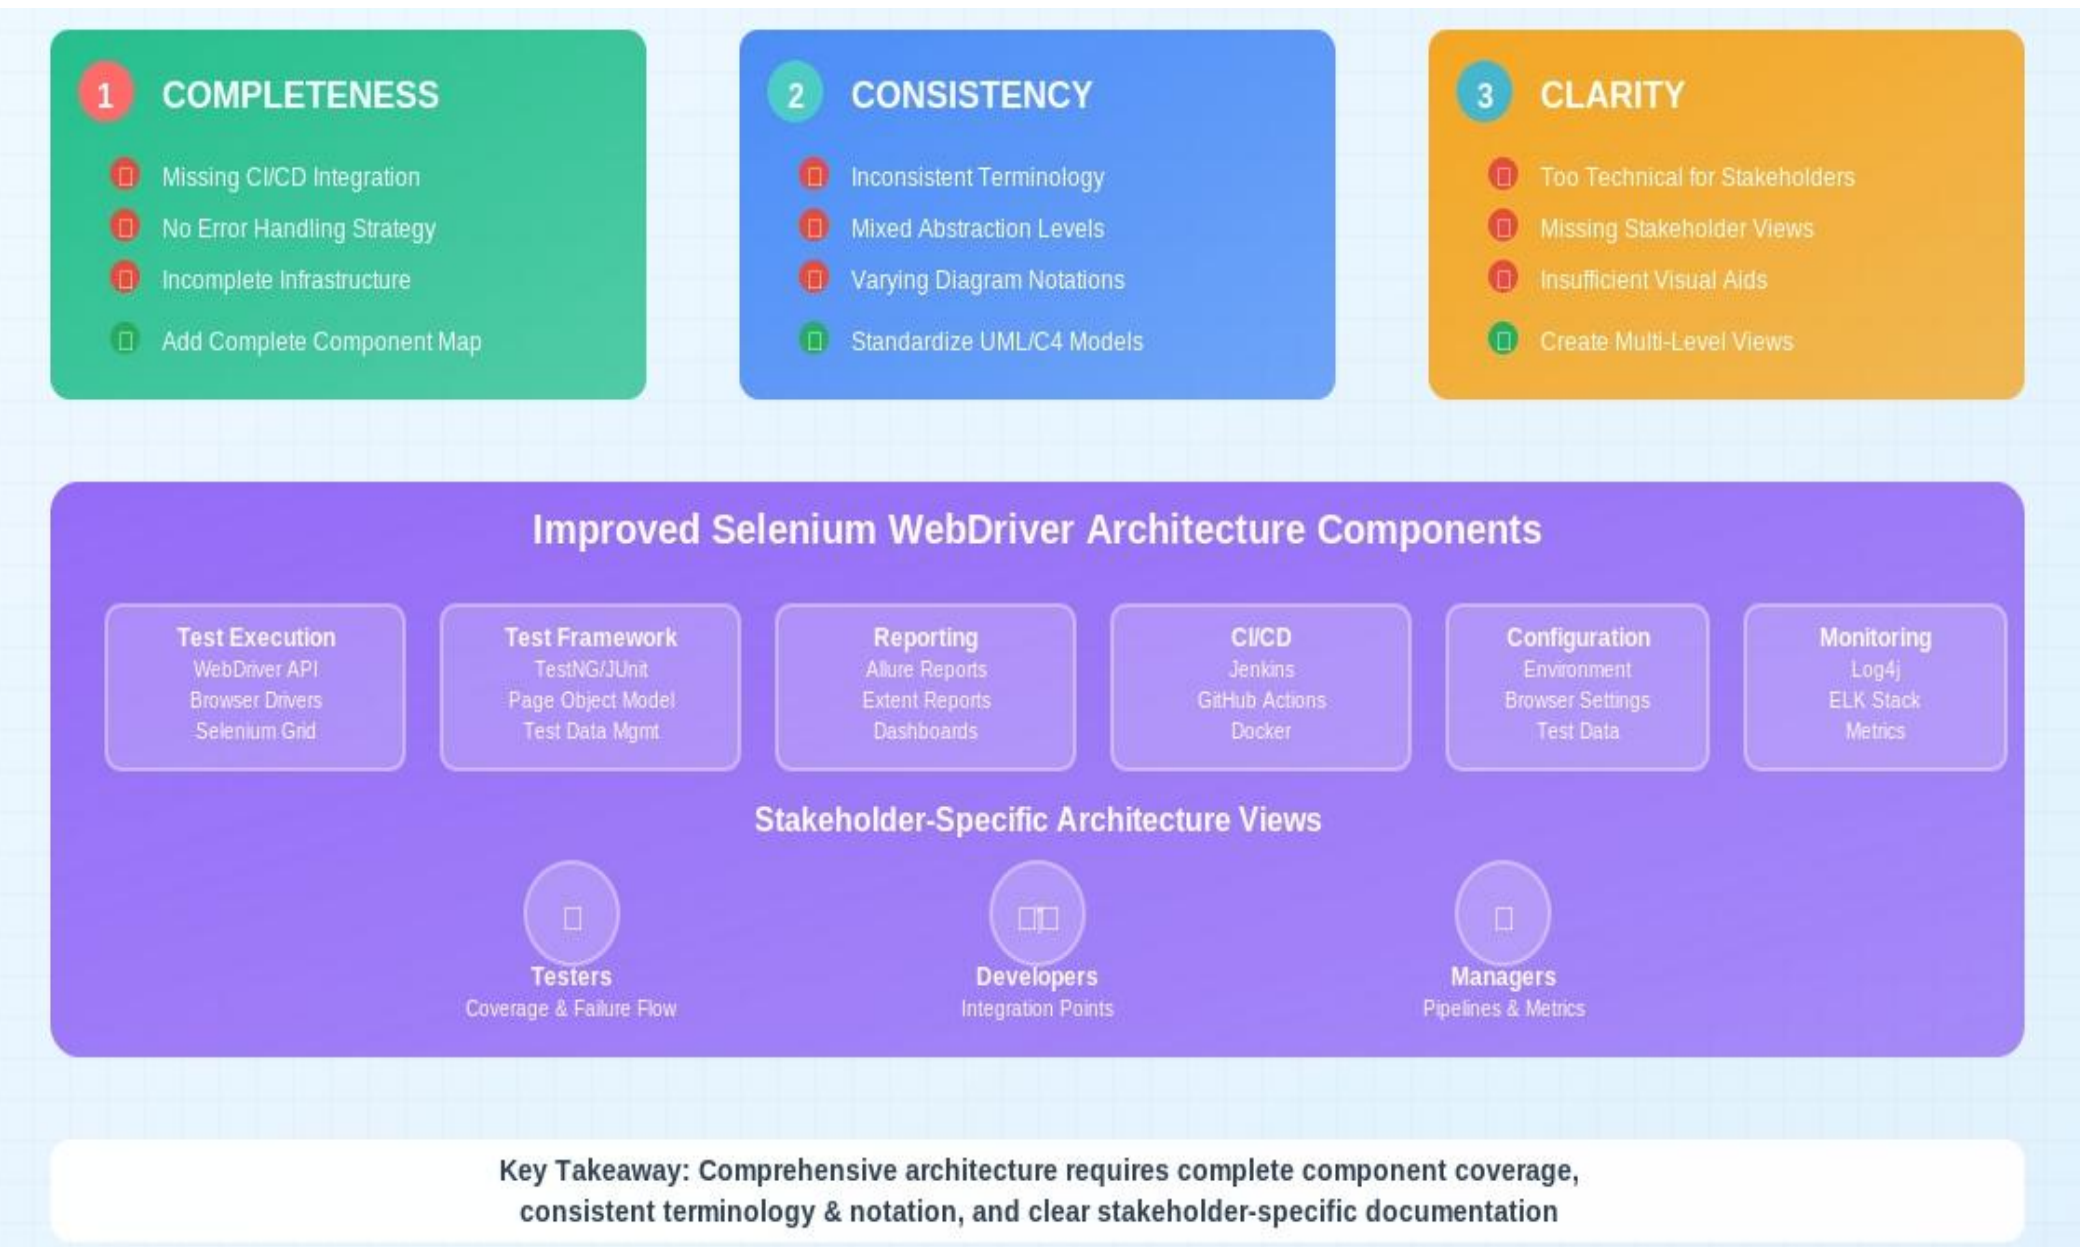 1 COMPLETENESS
Missing CI/CD Integration
No Error Handling Strategy
Incomplete Infrastructure
Add Complete Component Map
2 CONSISTENCY
Inconsistent Terminology
Mixed Abstraction Levels
Varying Diagram Notations
Standardize UML/C4 Models
3 CLARITY
Too Technical for Stakeholders
Missing Stakeholder Views
Insufficient Visual Aids
Create Multi-Level Views
Improved Selenium WebDriver Architecture Components
Test Execution
WebDriver API
Browser Drivers
Selenium Grid
Test Framework
TestNG/JUnit
Page Object Model
Test Data Mgmt
Reporting
Allure Reports
Extent Reports
Dashboards
CI/CD
Jenkins
GitHub Actions
Docker
Configuration
Environment
Browser Settings
Test Data
Monitoring
Log4j
ELK Stack
Metrics
Stakeholder-Specific Architecture Views
Testers
Coverage & Failure Flow
Developers
Integration Points
Managers
Pipelines & Metrics
Key Takeaway: Comprehensive architecture requires complete component coverage,
consistent terminology & notation, and clear stakeholder-specific documentation